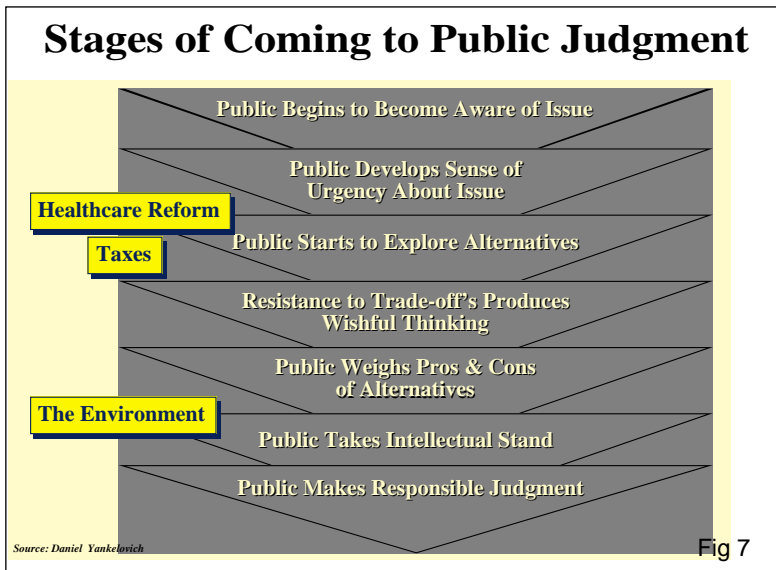 Stages of Coming to Public Judgment
Public Begins to Become Aware of Issue
Public Develops Sense of
Urgency About Issue
Healthcare Reform
Public Starts to Explore Alternatives
Taxes
Resistance to Trade-off's Produces
Wishful Thinking
Public Weighs Pros & Cons
of Alternatives
The Environment
Public Takes Intellectual Stand
Public Makes Responsible Judgment
Source: Daniel Yankelovich
Fig 7